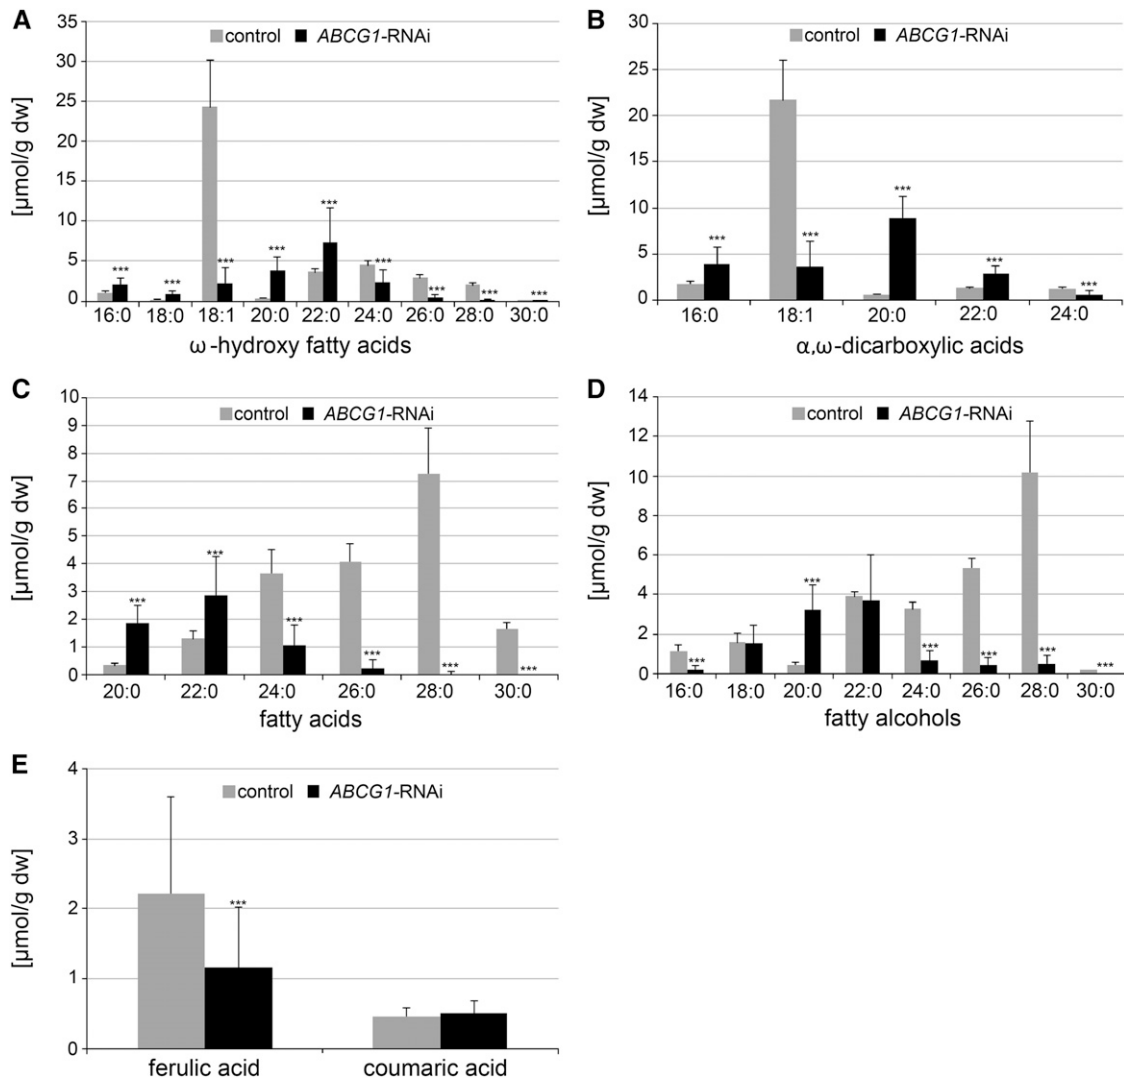 A
control ABCG1-RNAi
[µmol/g dw]
35
30
25
20
15
10
5
0
*** *** *** *** *** *** *** *** ***
16:0 18:0 18:1 20:0 22:0 24:0 26:0 28:0 30:0
ω-hydroxy fatty acids
B
control ABCG1-RNAi
[µmol/g dw]
30
25
20
15
10
5
0
*** *** *** *** ***
16:0 18:1 20:0 22:0 24:0
α,ω-dicarboxylic acids
C
control ABCG1-RNAi
[µmol/g dw]
10
9
8
7
6
5
4
3
2
1
0
*** *** *** *** *** ***
20:0 22:0 24:0 26:0 28:0 30:0
fatty acids
D
control ABCG1-RNAi
[µmol/g dw]
14
12
10
8
6
4
2
0
*** *** *** *** *** ***
16:0 18:0 20:0 22:0 24:0 26:0 28:0 30:0
fatty alcohols
E
control ABCG1-RNAi
[µmol/g dw]
4
3
2
1
0
***
ferulic acid coumaric acid